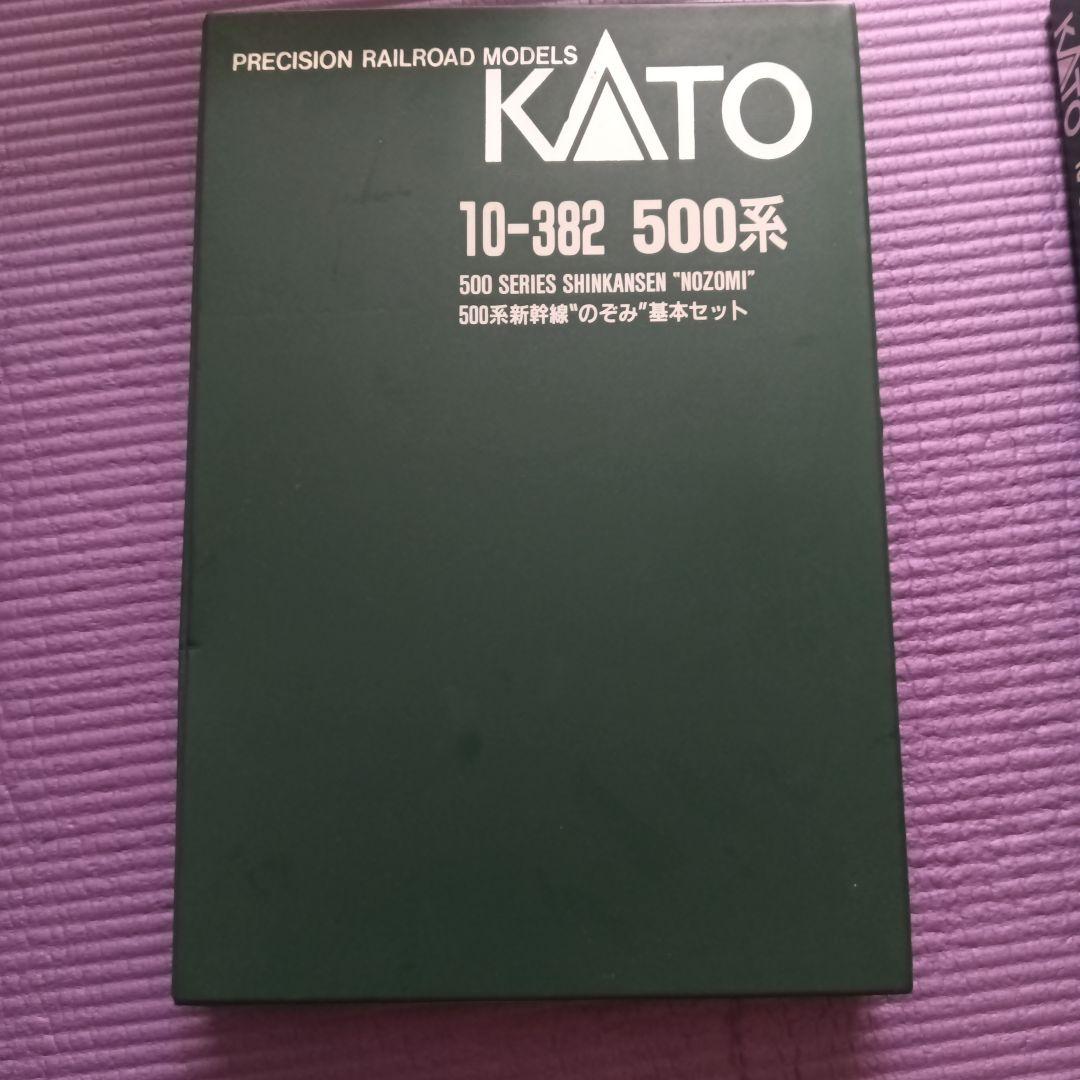 PRECISION RAILROAD MODELS
KATO
10-382 500系
500 SERIES SHINKANSEN "NOZOMI"
500系新幹線"のぞみ"基本セット
KATO